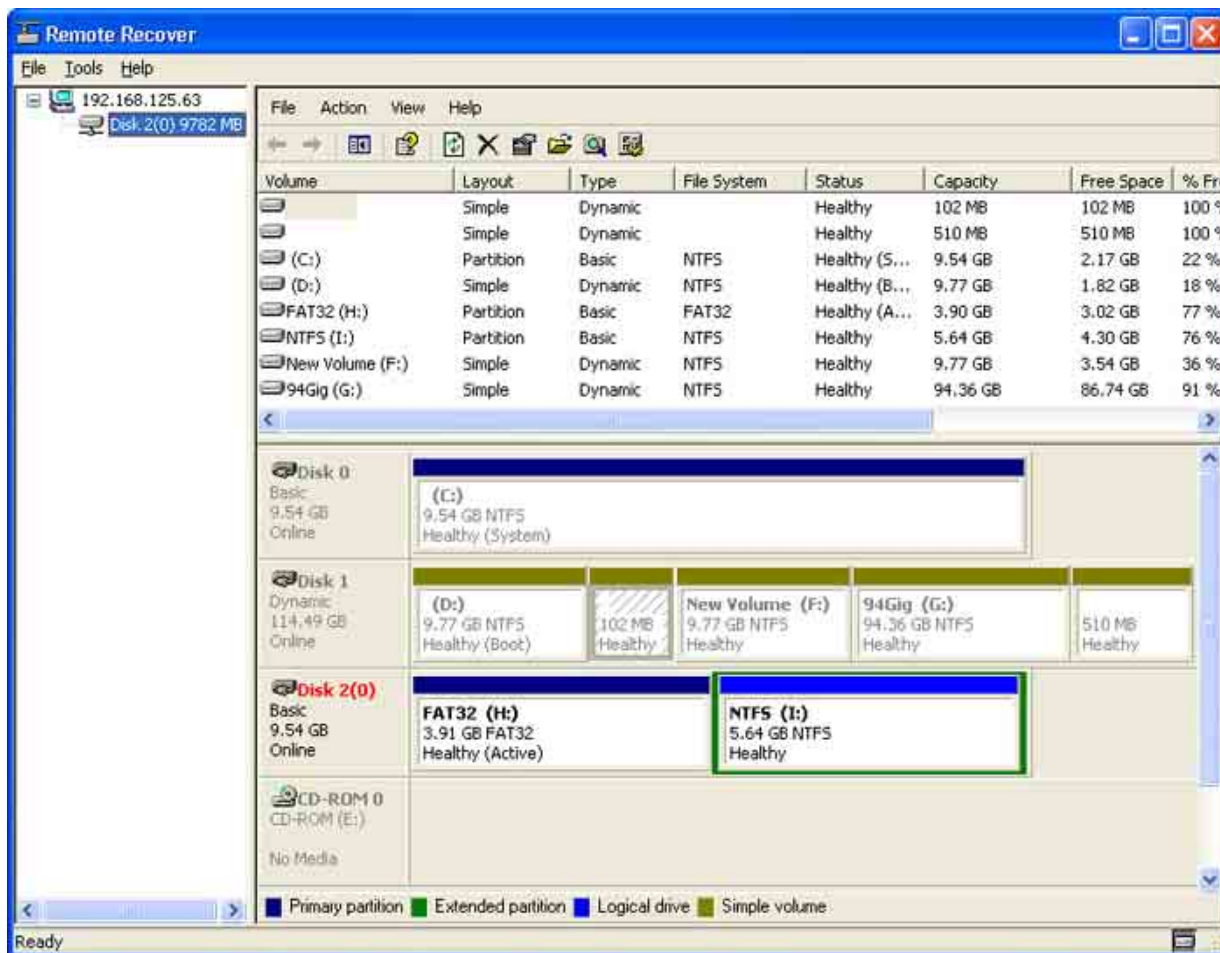 Remote Recover
File Tools Help
192.168.125.63
Disk 2(0) 9782 MB
File Action View Help
Volume Layout Type File System Status Capacity Free Space % Fr
Simple Dynamic Healthy 102 MB 102 MB 100 %
Simple Dynamic Healthy 510 MB 510 MB 100 %
(C:) Partition Basic NTFS Healthy (S... 9.54 GB 2.17 GB 22 %
(D:) Simple Dynamic NTFS Healthy (B... 9.77 GB 1.82 GB 18 %
FAT32 (H:) Partition Basic FAT32 Healthy (A... 3.90 GB 3.02 GB 77 %
NTFS (I:) Partition Basic NTFS Healthy 5.64 GB 4.30 GB 76 %
New Volume (F:) Simple Dynamic NTFS Healthy 9.77 GB 3.54 GB 36 %
94Gig (G:) Simple Dynamic NTFS Healthy 94.36 GB 86.74 GB 91 %
Disk 0
Basic
9.54 GB
Online
(C:)
9.54 GB NTFS
Healthy (System)
Disk 1
Dynamic
114.49 GB
Online
(D:)
9.77 GB NTFS
Healthy (Boot)
102 MB
Healthy
New Volume (F:)
9.77 GB NTFS
Healthy
94Gig (G:)
94.36 GB NTFS
Healthy
510 MB
Healthy
Disk 2(0)
Basic
9.54 GB
Online
FAT32 (H:)
3.91 GB FAT32
Healthy (Active)
NTFS (I:)
5.64 GB NTFS
Healthy
CD-ROM 0
CD-ROM (E:)
No Media
Primary partition Extended partition Logical drive Simple volume
Ready